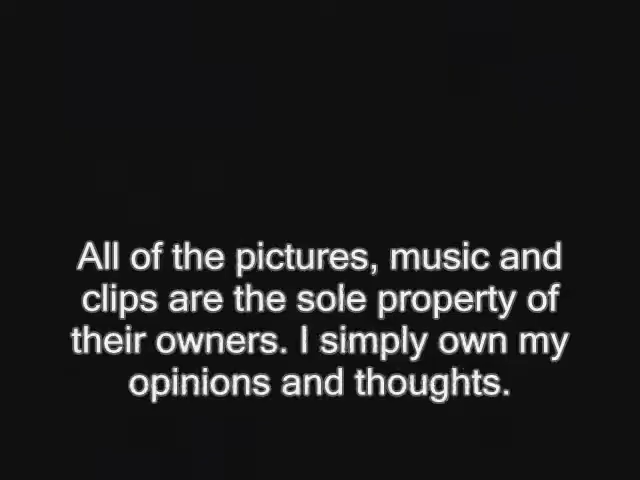 All of the pictures, music and
clips are the sole property of
their owners. I simply own my
opinions and thoughts.